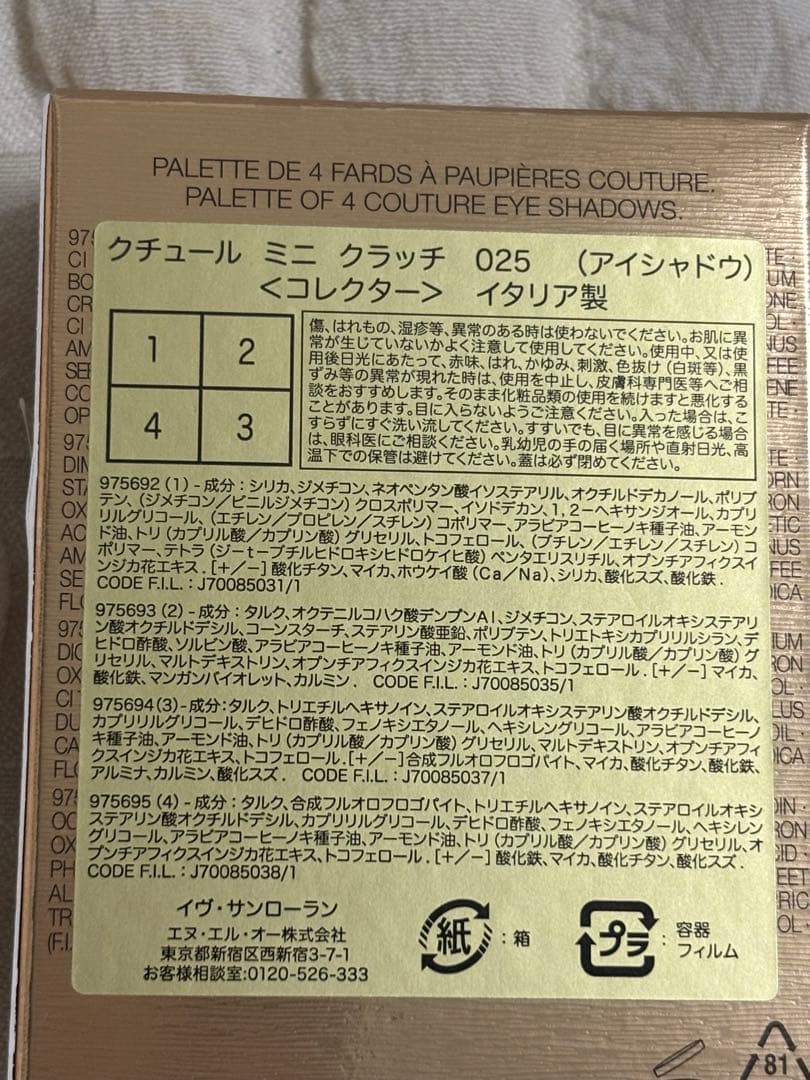 PALETTE DE 4 FARDS À PAUPIÈRES COUTURE.
PALETTE OF 4 COUTURE EYE SHADOWS.
クチュール ミニ クラッチ 025 (アイシャドウ)
<コレクター> イタリア製
1 2
4 3
傷、はれもの、湿疹等、異常のある時は使わないでください。お肌に異
常が生じていないかよく注意して使用してください。使用中、又は使
用後日光にあたって、赤味、はれ、かゆみ、刺激、色抜け(白斑等)、黒
ずみ等の異常が現れた時は、使用を中止し、皮膚科専門医等へご相
談をおすすめします。そのまま化粧品類の使用を続けますと悪化する
ことがあります。目に入らないようご注意ください。入った場合は、こ
すらずにすぐ洗い流してください。すすいでも、目に異常を感じる場合
は、眼科医にご相談ください。乳幼児の手の届く場所や直射日光、高
温下での保管は避けてください。蓋は必ず閉めてください。
975692 (1) - 成分:シリカ、ジメチコン、ネオペンタン酸イソステアリル、オクチルドデカノール、ポリブ
テン、(ジメチコン/ビニルジメチコン) クロスポリマー、イソドデカン、1,2-ヘキサンジオール、カプリ
リルグリコール、(エチレン/プロピレン/スチレン) コポリマー、アラビアコーヒーノキ種子油、アーモン
ド油、トリ (カプリル酸/カプリン酸) グリセリル、トコフェロール、(ブチレン/エチレン/スチレン) コ
ポリマー、テトラ (ジーt-ブチルヒドロキシヒドロケイヒ酸) ペンタエリスリチル、オプンチアフィクスイ
ンジカ花エキス . [+/-] 酸化チタン、マイカ、ホウケイ酸 (Ca/Na)、シリカ、酸化スズ、酸化鉄 .
CODE F.I.L. : J70085031/1
975693 (2) - 成分:タルク、オクテニルコハク酸デンプンAl、ジメチコン、ステアロイルオキシステアリ
ン酸オクチルドデシル、コーンスターチ、ステアリン酸亜鉛、ポリブテン、トリエトキシカプリリルシラン、デ
ヒドロ酢酸、ソルビン酸、アラビアコーヒーノキ種子油、アーモンド油、トリ (カプリル酸/カプリン酸) グ
リセリル、マルトデキストリン、オプンチアフィクスインジカ花エキス、トコフェロール . [+/-] マイカ、
酸化鉄、マンガンバイオレット、カルミン . CODE F.I.L. : J70085035/1
975694(3)-成分:タルク、トリエチルヘキサノイン、ステアロイルオキシステアリン酸オクチルドデシル、
カプリリルグリコール、デヒドロ酢酸、フェノキシエタノール、ヘキシレングリコール、アラビアコーヒーノ
キ種子油、アーモンド油、トリ (カプリル酸/カプリン酸) グリセリル、マルトデキストリン、オプンチアフィ
クスインジカ花エキス、トコフェロール . [+/-]合成フルオロフロゴパイト、マイカ、酸化チタン、酸化鉄、
アルミナ、カルミン、酸化スズ . CODE F.I.L. : J70085037/1
975695 (4) - 成分:タルク、合成フルオロフロゴパイト、トリエチルヘキサノイン、ステアロイルオキシ
ステアリン酸オクチルドデシル、カプリリルグリコール、デヒドロ酢酸、フェノキシエタノール、ヘキシレン
グリコール、アラビアコーヒーノキ種子油、アーモンド油、トリ (カプリル酸/カプリン酸) グリセリル、オ
プンチアフィクスインジカ花エキス、トコフェロール . [+/-] 酸化鉄、マイカ、酸化チタン、酸化スズ .
CODE F.I.L. : J70085038/1
イヴ・サンローラン
エヌ・エル・オー株式会社
東京都新宿区西新宿3-7-1
お客様相談室:0120-526-333
紙 : 箱
プラ : 容器
フィルム
81